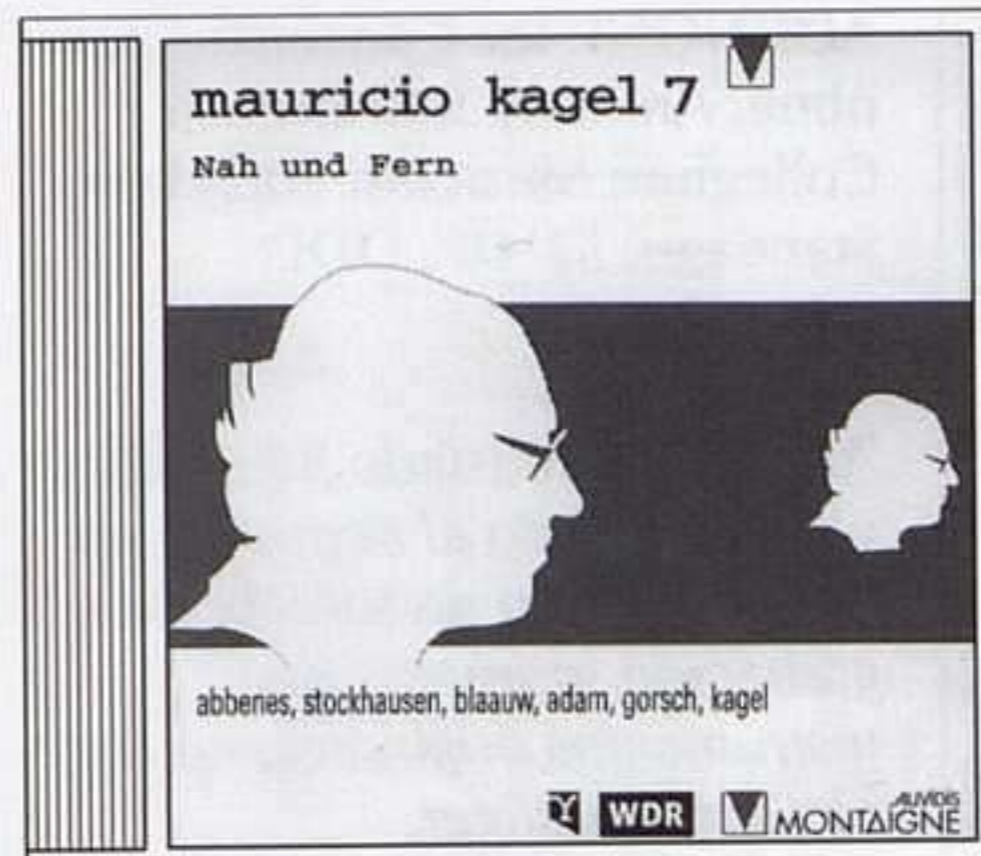 mauricio kagel 7
Nah und Fern
abbenes, stockhausen, blaauw, adam, gorsch, kagel
WDR
AUVIDIS
MONTAIGNE